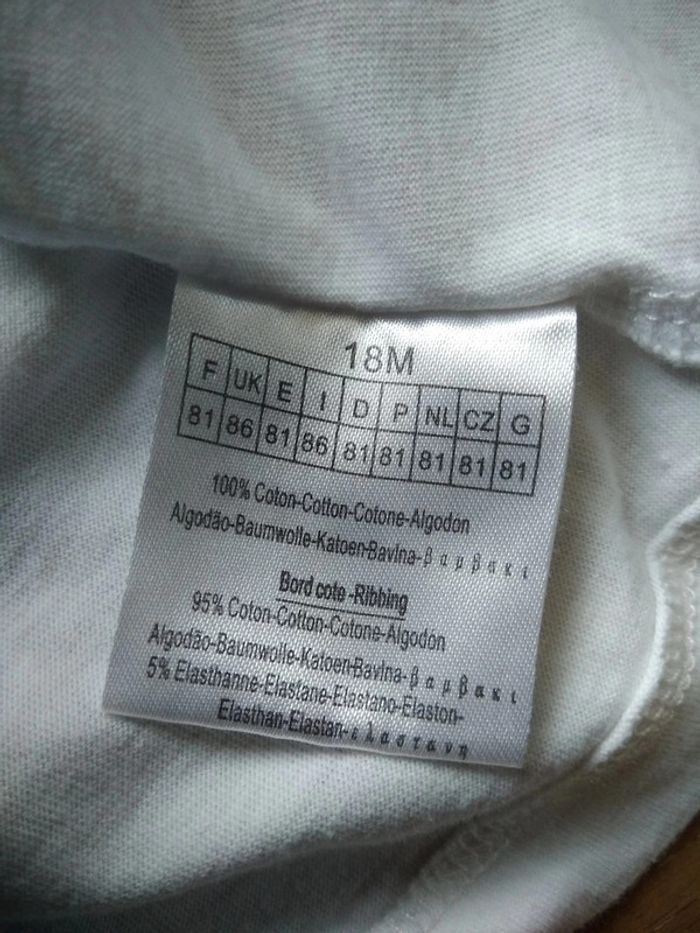 18M
F UK E I D P NL CZ G
81 86 81 86 81 81 81 81 81
100% Coton-Cotton-Cotone-Algodón
Algodão-Baumwolle-Katoen-Bavlna-βαμβακι
Bord cote-Ribbing
95% Coton-Cotton-Cotone-Algodón
Algodão-Baumwolle-Katoen-Bavlna-βαμβακι
5% Elasthanne-Elastane-Elastano-Elaston-
Elasthan-Elastan-ελαστανη